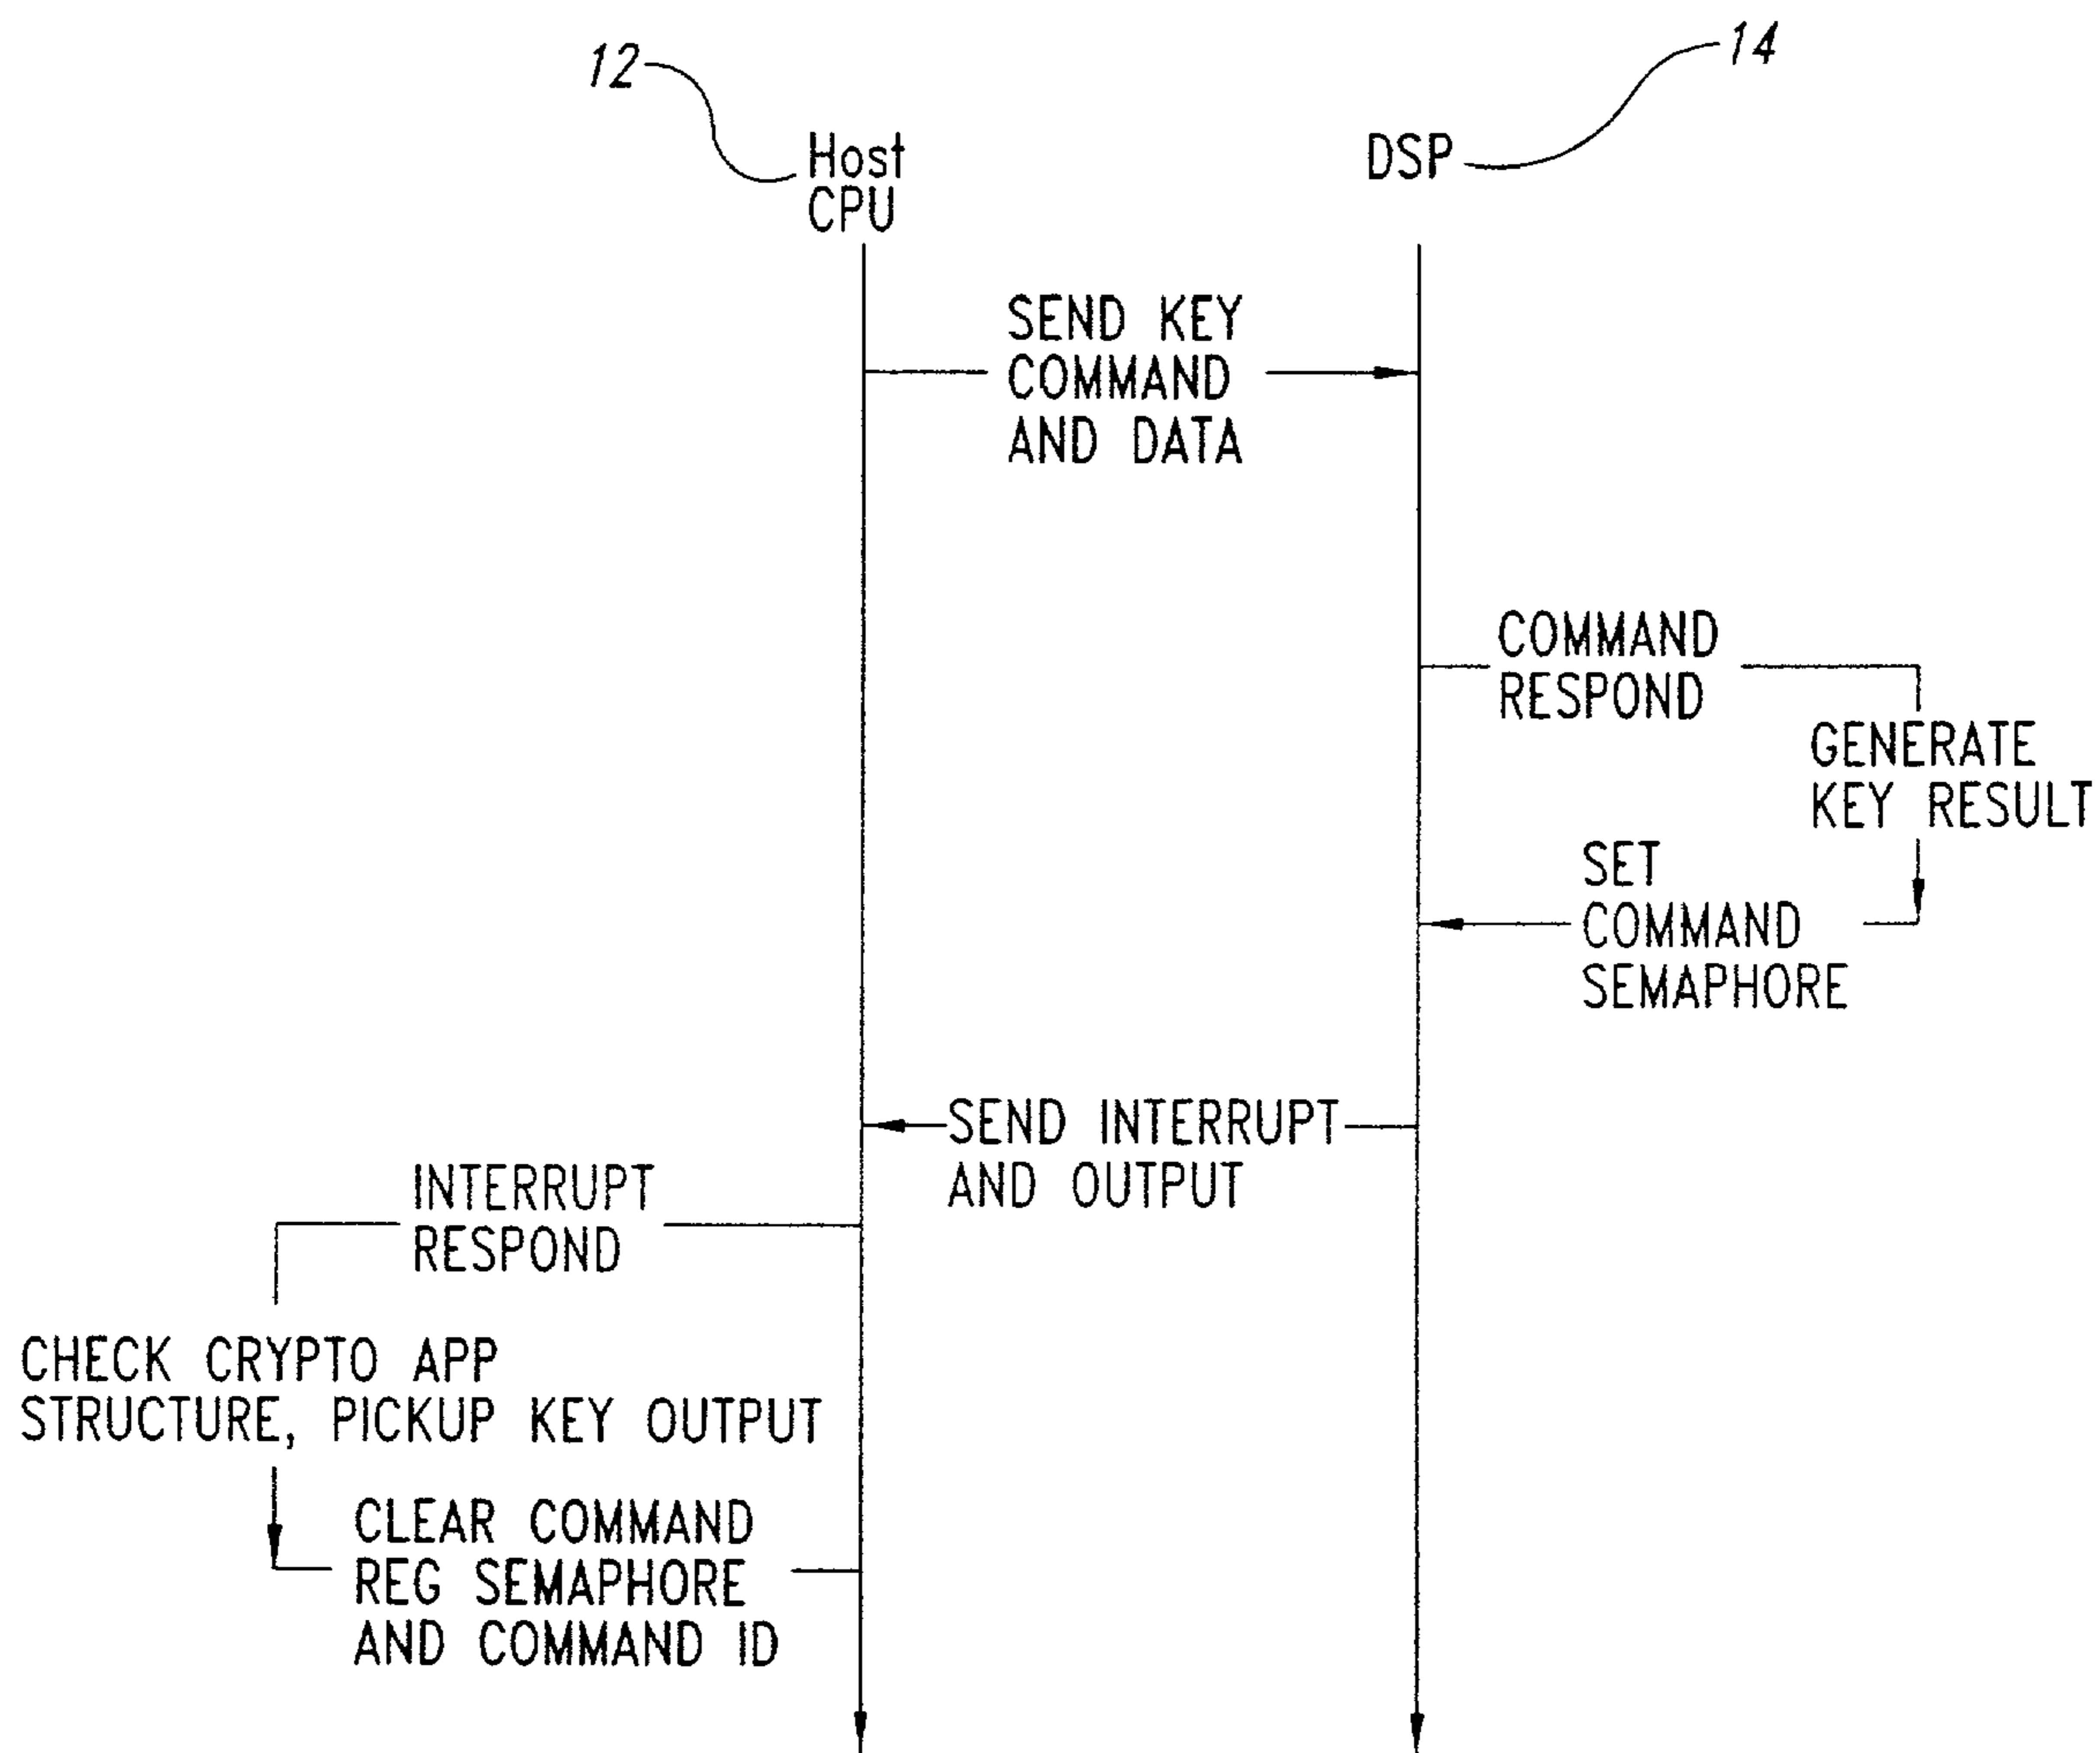 12
14
Host
CPU
DSP
SEND KEY
COMMAND
AND DATA
COMMAND
RESPOND
GENERATE
KEY RESULT
SET
COMMAND
SEMAPHORE
SEND INTERRUPT
AND OUTPUT
INTERRUPT
RESPOND
CHECK CRYPTO APP
STRUCTURE, PICKUP KEY OUTPUT
CLEAR COMMAND
REG SEMAPHORE
AND COMMAND ID